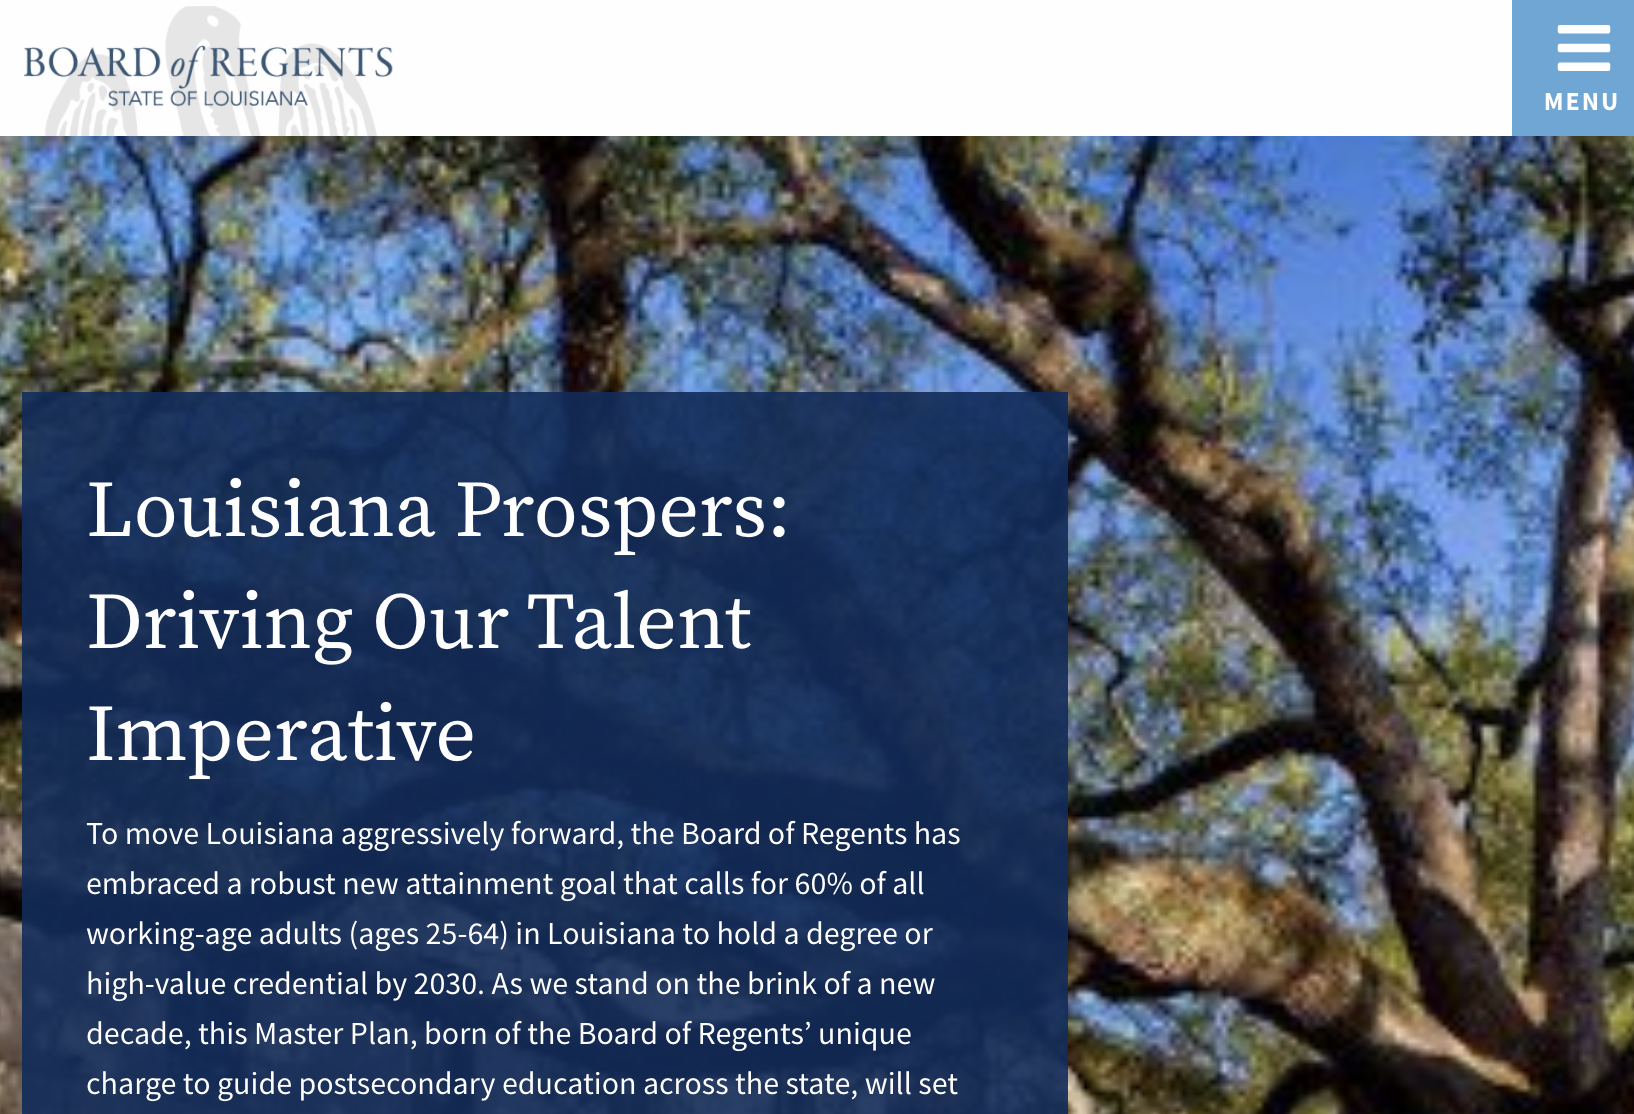 BOARD of REGENTS
STATE OF LOUISIANA
MENU
Louisiana Prospers:
Driving Our Talent
Imperative
To move Louisiana aggressively forward, the Board of Regents has
embraced a robust new attainment goal that calls for 60% of all
working-age adults (ages 25-64) in Louisiana to hold a degree or
high-value credential by 2030. As we stand on the brink of a new
decade, this Master Plan, born of the Board of Regents’ unique
charge to guide postsecondary education across the state, will set